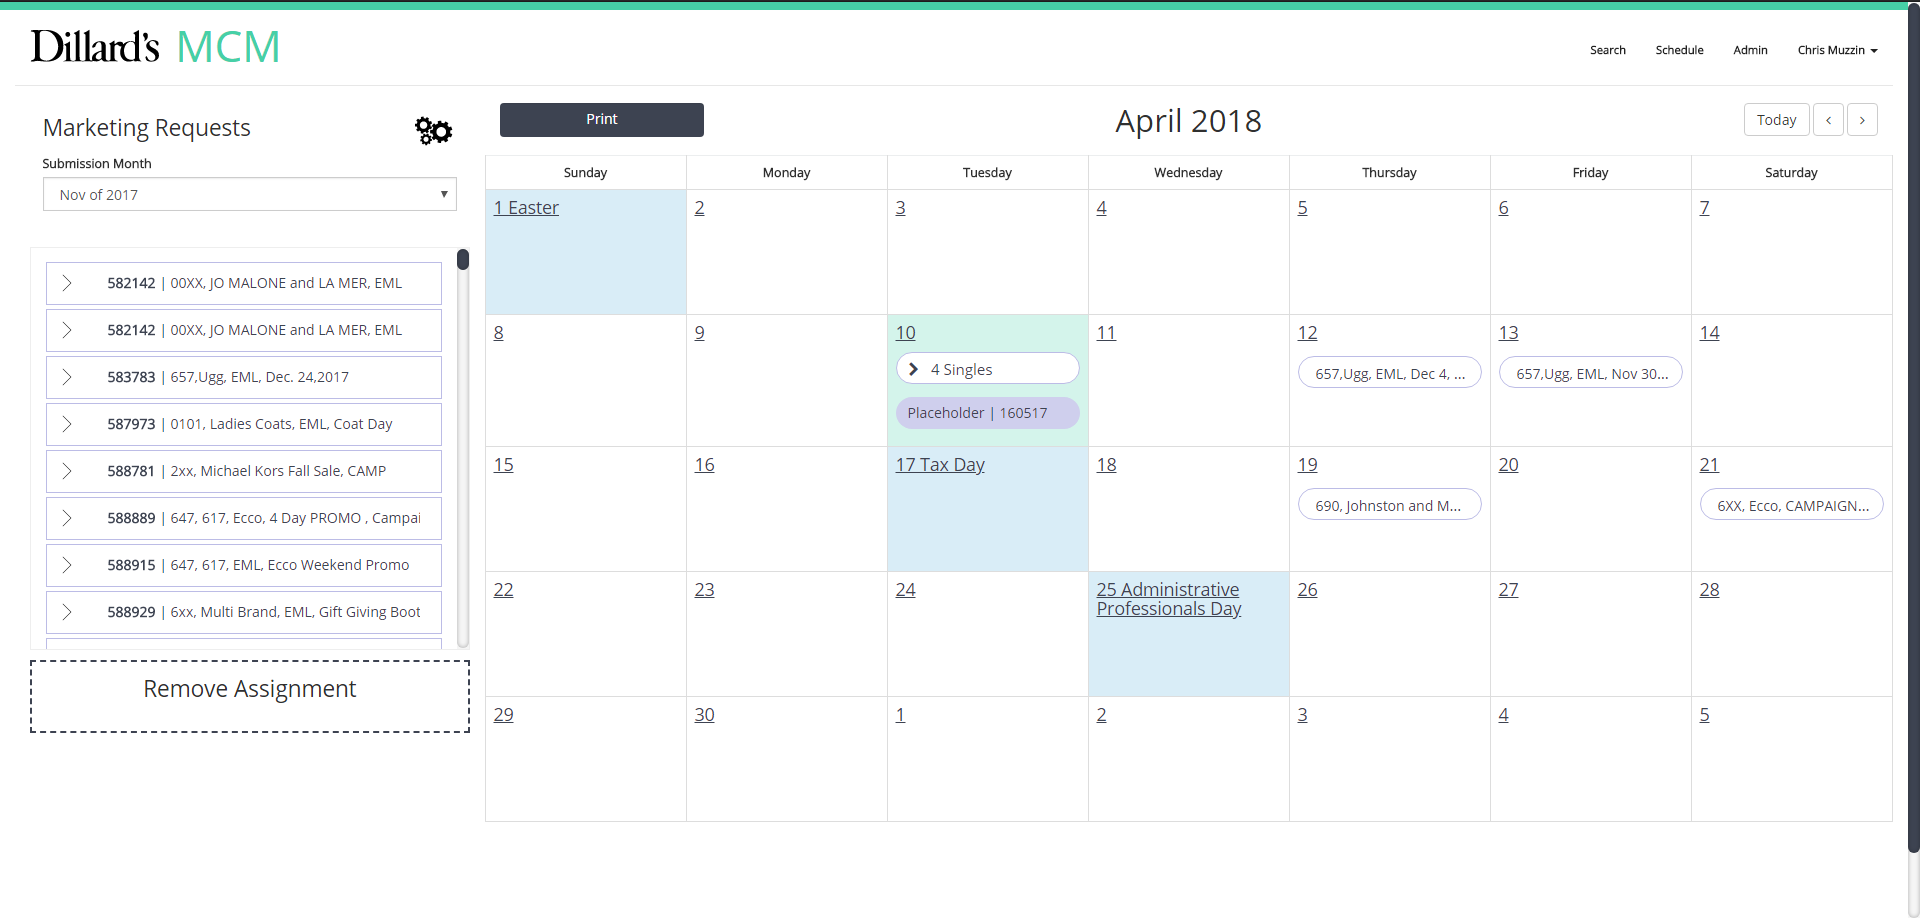 Dillard's MCM
Search Schedule Admin Chris Muzzin
Marketing Requests
Submission Month
Nov of 2017
582142 | 00XX, JO MALONE and LA MER, EML
582142 | 00XX, JO MALONE and LA MER, EML
583783 | 657,Ugg, EML, Dec. 24,2017
587973 | 0101, Ladies Coats, EML, Coat Day
588781 | 2xx, Michael Kors Fall Sale, CAMP
588889 | 647, 617, Ecco, 4 Day PROMO , Campai
588915 | 647, 617, EML, Ecco Weekend Promo
588929 | 6xx, Multi Brand, EML, Gift Giving Boot
Remove Assignment
Print
April 2018
Today < >
Sunday Monday Tuesday Wednesday Thursday Friday Saturday
1 Easter 2 3 4 5 6 7
8 9 10 11 12 13 14
4 Singles
657,Ugg, EML, Dec 4, ...
657,Ugg, EML, Nov 30...
Placeholder | 160517
15 16 17 Tax Day 18 19 20 21
690, Johnston and M...
6XX, Ecco, CAMPAIGN...
22 23 24 25 Administrative
Professionals Day
26 27 28
29 30 1 2 3 4 5